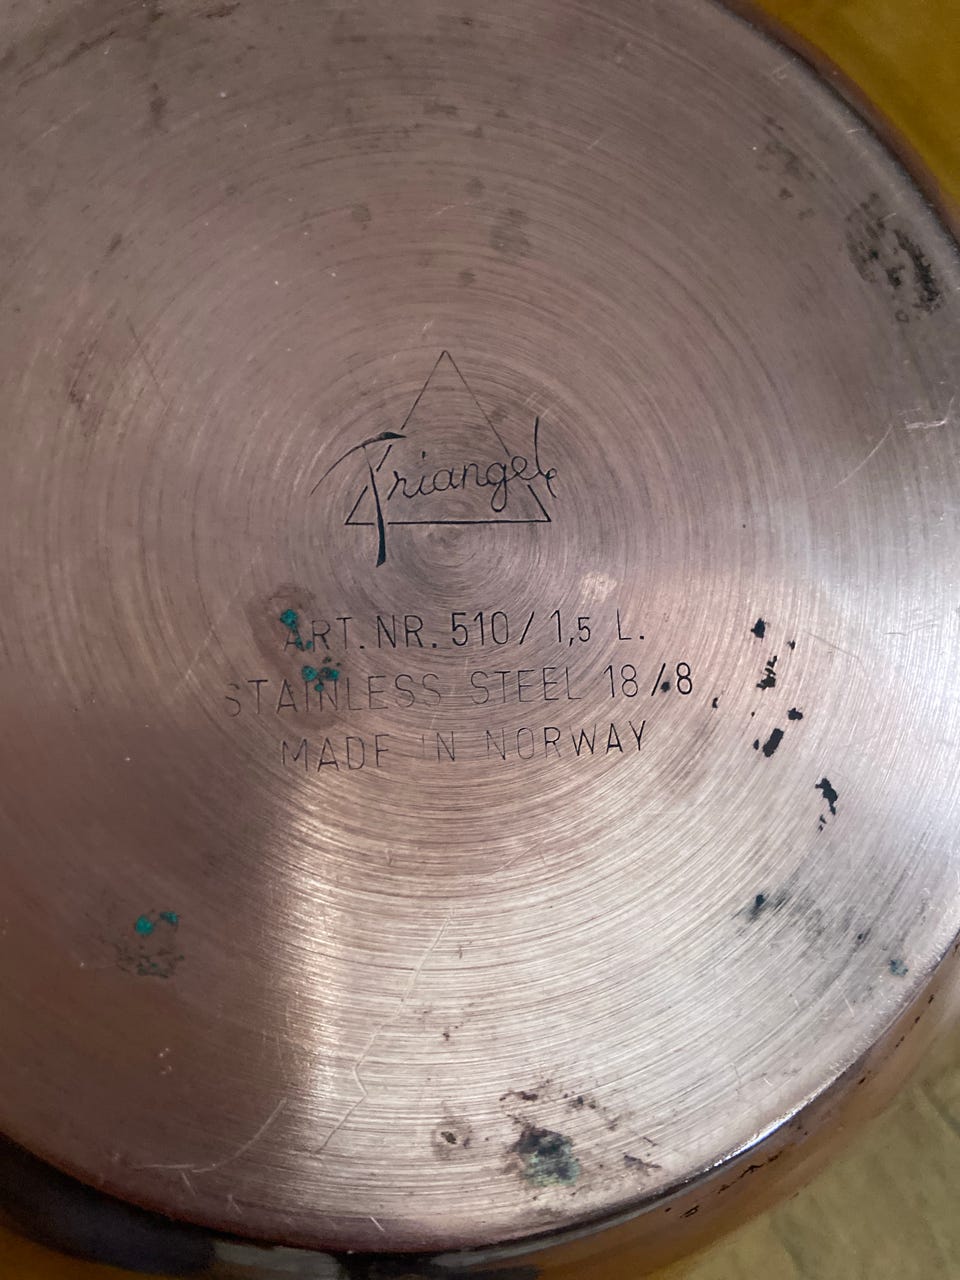 Triangel
ART.NR. 510/1,5 L.
STAINLESS STEEL 18/8
MADE IN NORWAY